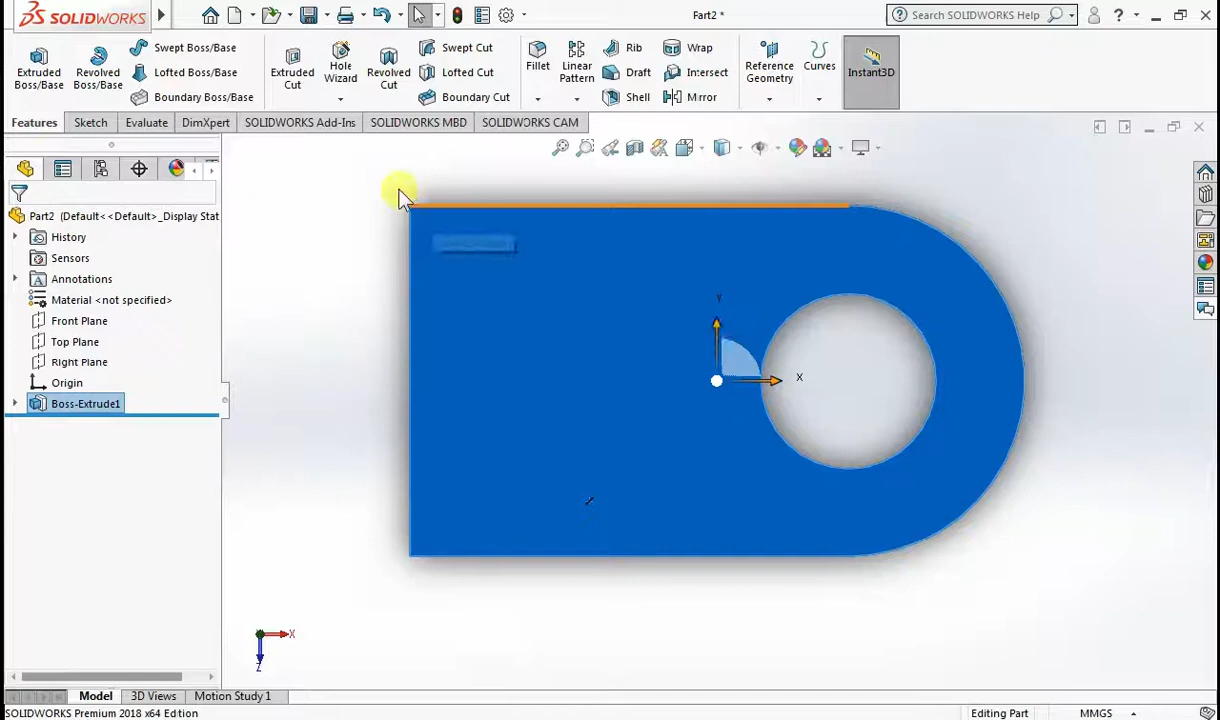 SOLIDWORKS
Part2 *
Search SOLIDWORKS Help
?
Extruded Boss/Base
Revolved Boss/Base
Swept Boss/Base
Lofted Boss/Base
Boundary Boss/Base
Extruded Cut
Hole Wizard
Revolved Cut
Swept Cut
Lofted Cut
Boundary Cut
Fillet
Linear Pattern
Rib
Draft
Shell
Wrap
Intersect
Mirror
Reference Geometry
Curves
Instant3D
Features
Sketch
Evaluate
DimXpert
SOLIDWORKS Add-Ins
SOLIDWORKS MBD
SOLIDWORKS CAM
Part2 (Default<<Default>_Display Stat
History
Sensors
Annotations
Material <not specified>
Front Plane
Top Plane
Right Plane
Origin
Boss-Extrude1
Y
X
X
Z
Model
3D Views
Motion Study 1
SOLIDWORKS Premium 2018 x64 Edition
Editing Part
MMGS